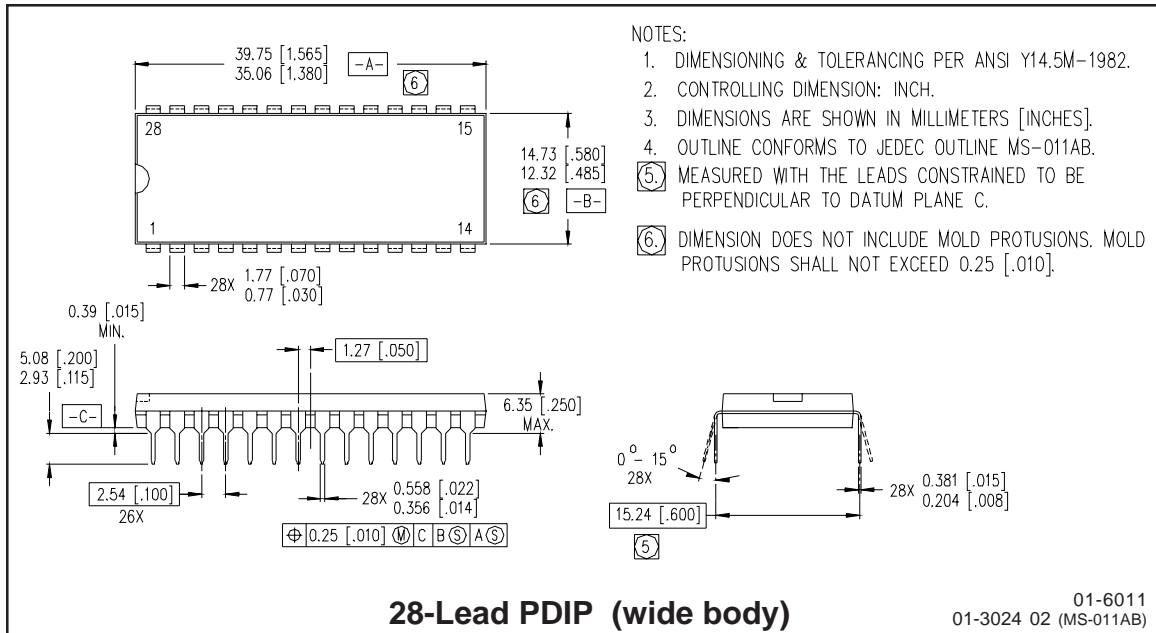 39.75 [1.565]
35.06 [1.380]
-A-
6
28
15
1
14
14.73 [.580]
12.32 [.485]
6
-B-
28X
1.77 [.070]
0.77 [.030]
NOTES:
1. DIMENSIONING & TOLERANCING PER ANSI Y14.5M-1982.
2. CONTROLLING DIMENSION: INCH.
3. DIMENSIONS ARE SHOWN IN MILLIMETERS [INCHES].
4. OUTLINE CONFORMS TO JEDEC OUTLINE MS-011AB.
5. MEASURED WITH THE LEADS CONSTRAINED TO BE
PERPENDICULAR TO DATUM PLANE C.
6. DIMENSION DOES NOT INCLUDE MOLD PROTUSIONS. MOLD
PROTUSIONS SHALL NOT EXCEED 0.25 [.010].
0.39 [.015]
MIN.
5.08 [.200]
2.93 [.115]
-C-
1.27 [.050]
6.35 [.250]
MAX.
2.54 [.100]
26X
28X
0.558 [.022]
0.356 [.014]
⌖ 0.25 [.010] Ⓜ C B Ⓢ A Ⓢ
0° - 15°
28X
28X
0.381 [.015]
0.204 [.008]
15.24 [.600]
5
28-Lead PDIP (wide body)
01-6011
01-3024 02 (MS-011AB)